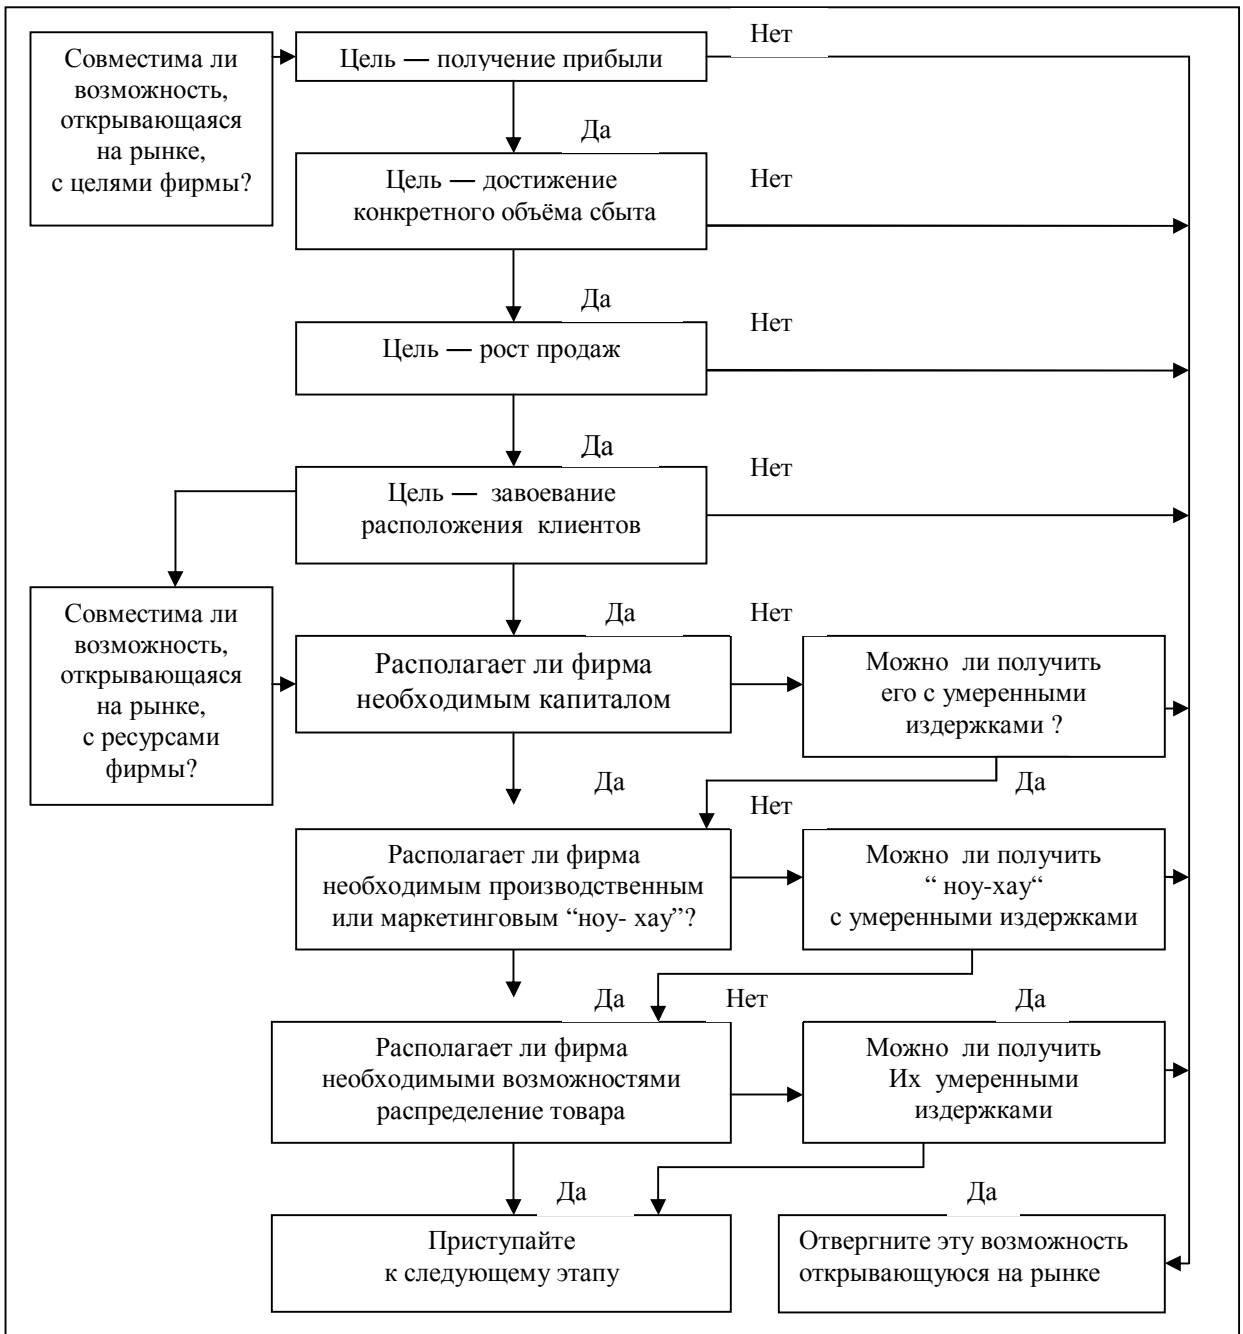 Совместима ли
возможность,
открывающаяся
на рынке,
с целями фирмы?
Цель — получение прибыли
Нет
Да
Цель — достижение
конкретного объёма сбыта
Нет
Да
Цель — рост продаж
Нет
Да
Цель — завоевание
расположения клиентов
Нет
Совместима ли
возможность,
открывающаяся
на рынке,
с ресурсами
фирмы?
Да
Нет
Располагает ли фирма
необходимым капиталом
Можно ли получить
его с умеренными
издержками ?
Да
Нет
Да
Располагает ли фирма
необходимым производственным
или маркетинговым “ноу- хау”?
Можно ли получить
“ ноу-хау“
с умеренными издержками
Да
Нет
Да
Располагает ли фирма
необходимыми возможностями
распределение товара
Можно ли получить
Их умеренными
издержками
Да
Да
Приступайте
к следующему этапу
Отвергните эту возможность
открывающуюся на рынке